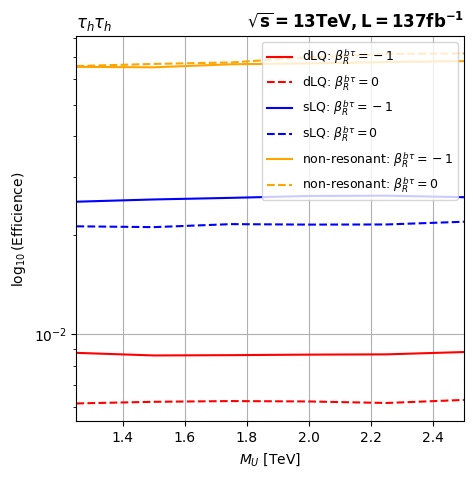 τₕτₕ
√s = 13TeV, L = 137fb⁻¹
dLQ: β_R^{bτ} = −1
dLQ: β_R^{bτ} = 0
sLQ: β_R^{bτ} = −1
sLQ: β_R^{bτ} = 0
non-resonant: β_R^{bτ} = −1
non-resonant: β_R^{bτ} = 0
log₁₀(Efficience)
10⁻²
1.4 1.6 1.8 2.0 2.2 2.4
M_U [TeV]